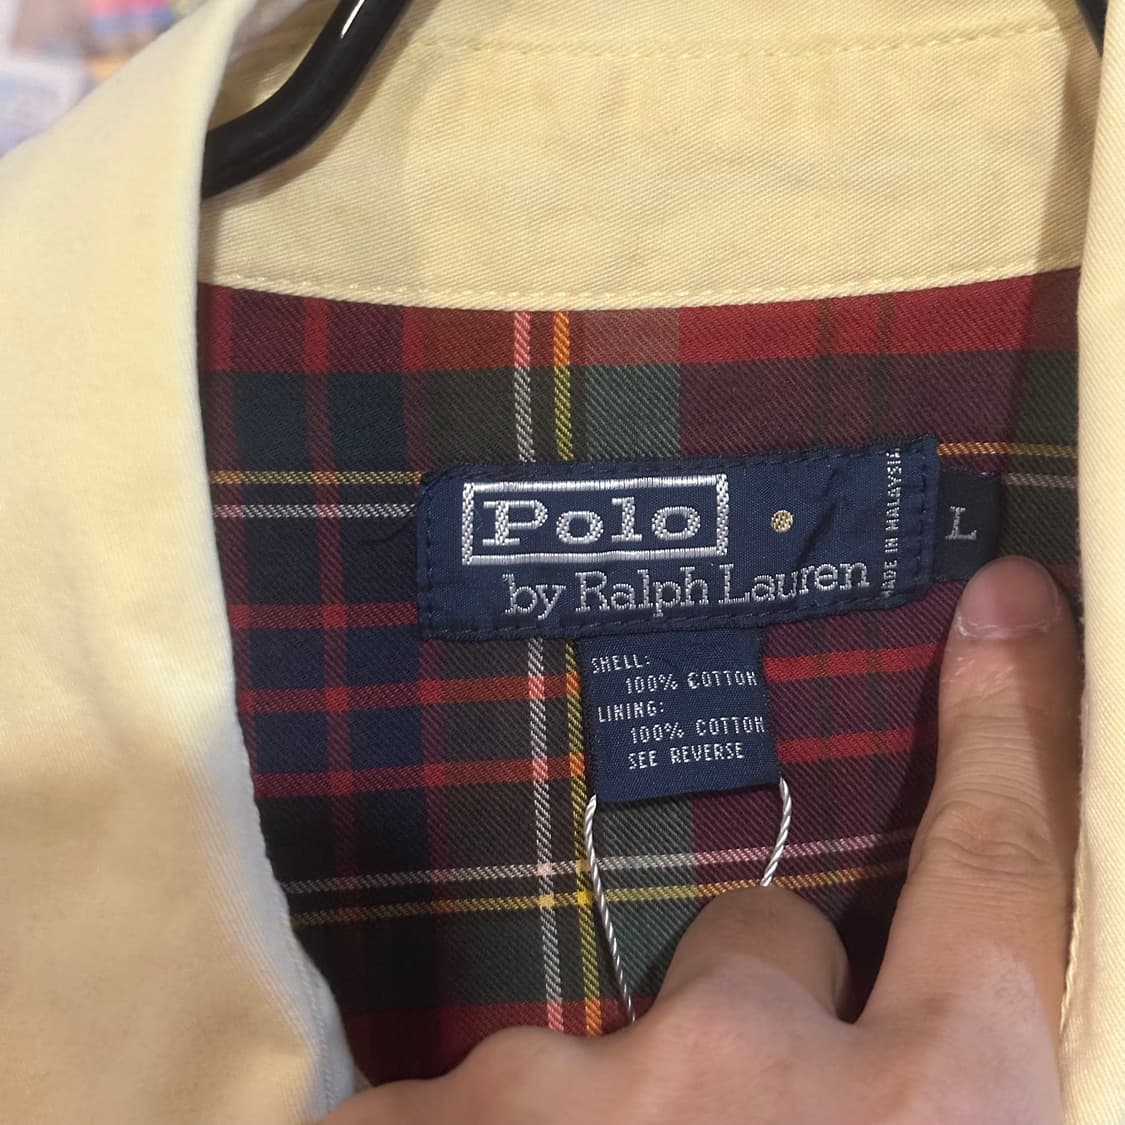 Polo
by Ralph Lauren
MADE IN MALAYSIA
L
SHELL:
100% COTTON
LINING:
100% COTTON
SEE REVERSE